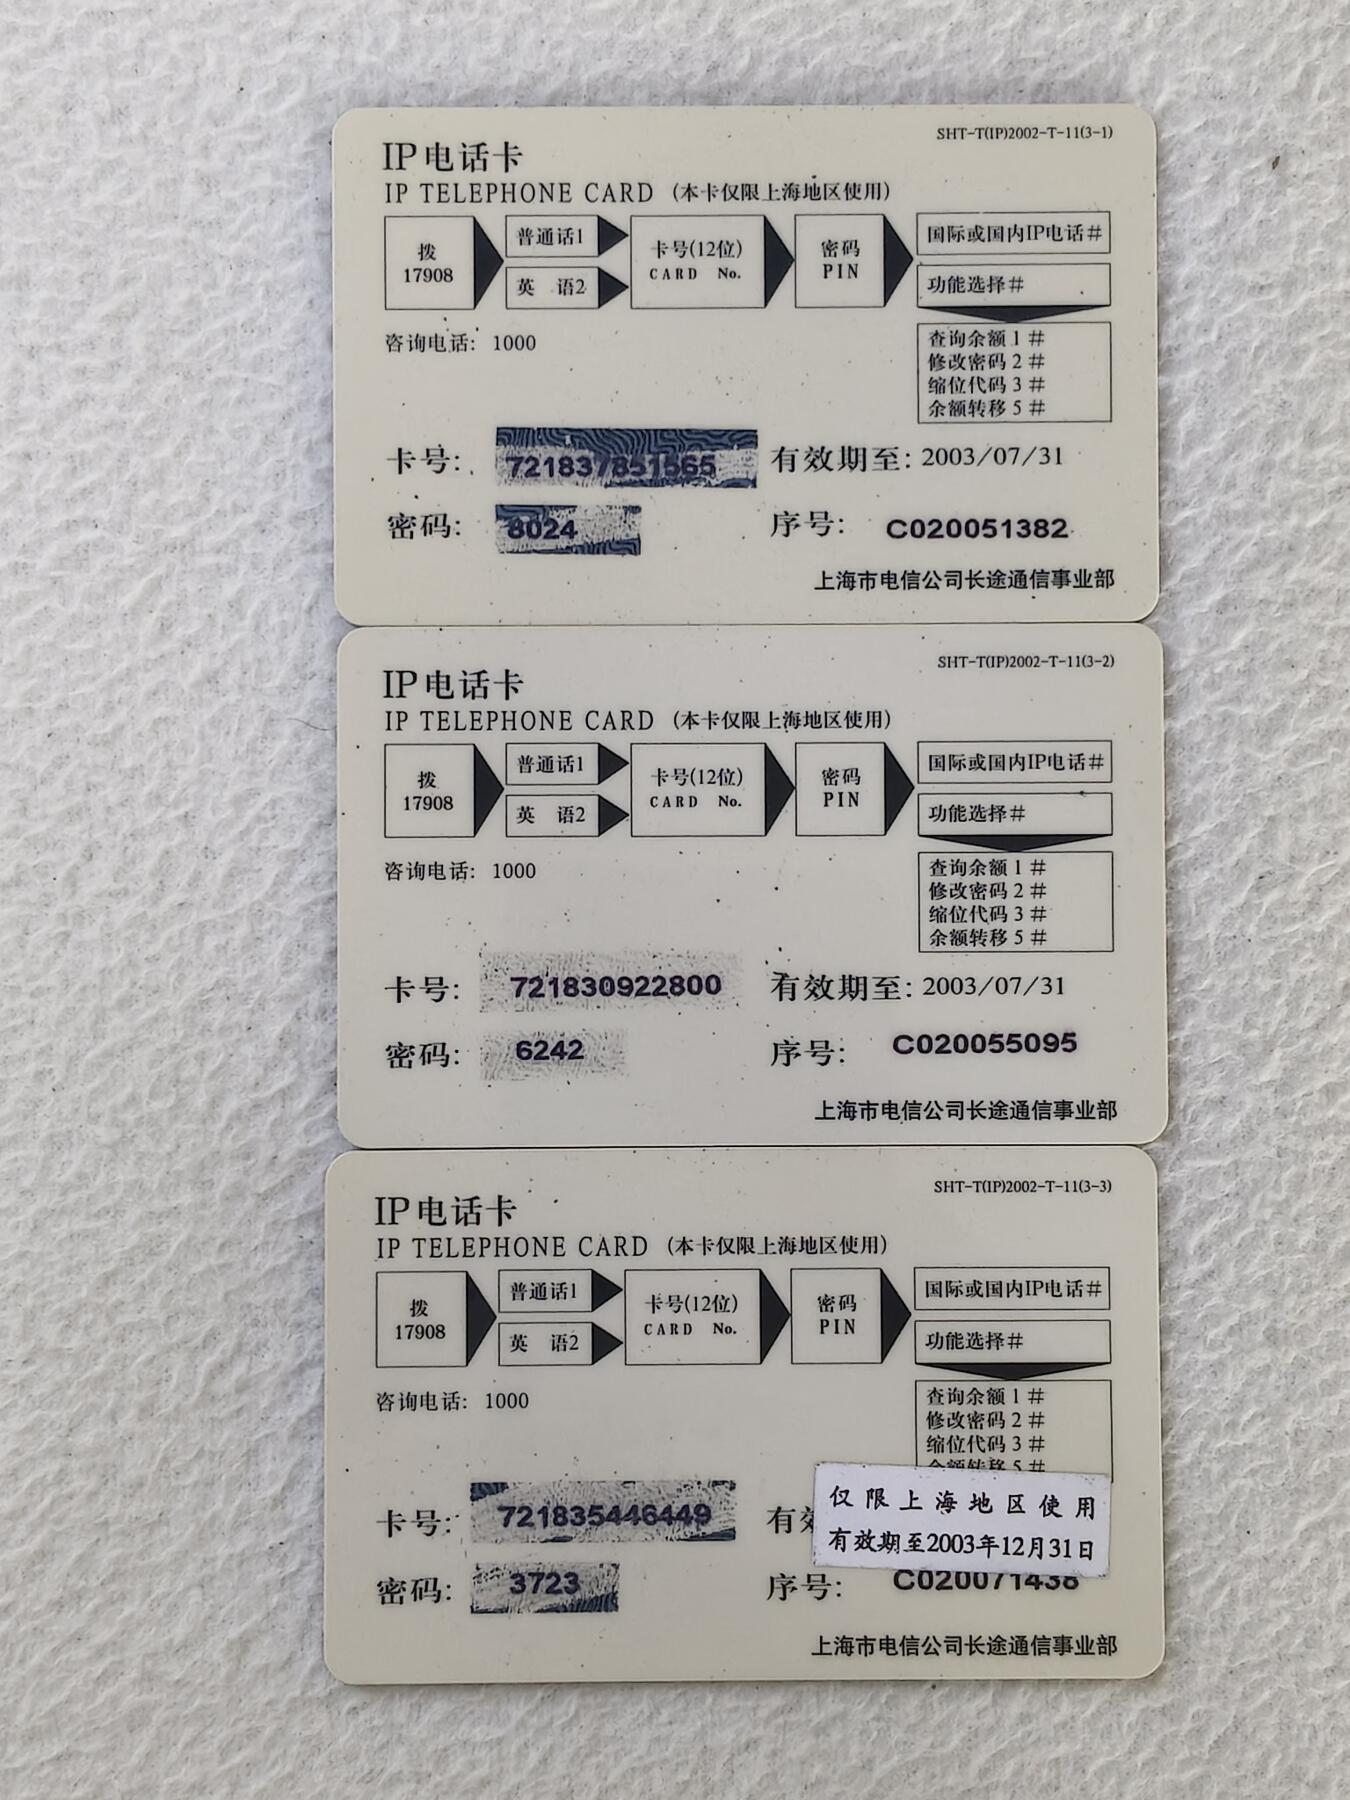 SHT-T(IP)2002-T-11(3-1)
IP电话卡
IP TELEPHONE CARD (本卡仅限上海地区使用)
拨
17908
普通话1
英 语2
卡号(12位)
CARD No.
密码
PIN
国际或国内IP电话#
功能选择#
查询余额 1 #
修改密码 2 #
缩位代码 3 #
余额转移 5 #
咨询电话: 1000
卡号: 721837851565
有效期至: 2003/07/31
密码: 8024
序号: C020051382
上海市电信公司长途通信事业部
SHT-T(IP)2002-T-11(3-2)
IP电话卡
IP TELEPHONE CARD (本卡仅限上海地区使用)
拨
17908
普通话1
英 语2
卡号(12位)
CARD No.
密码
PIN
国际或国内IP电话#
功能选择#
查询余额 1 #
修改密码 2 #
缩位代码 3 #
余额转移 5 #
咨询电话: 1000
卡号: 721830922800
有效期至: 2003/07/31
密码: 6242
序号: C020055095
上海市电信公司长途通信事业部
SHT-T(IP)2002-T-11(3-3)
IP电话卡
IP TELEPHONE CARD (本卡仅限上海地区使用)
拨
17908
普通话1
英 语2
卡号(12位)
CARD No.
密码
PIN
国际或国内IP电话#
功能选择#
查询余额 1 #
修改密码 2 #
缩位代码 3 #
余额转移 5 #
咨询电话: 1000
卡号: 721835446449
有效
仅限上海地区使用
有效期至2003年12月31日
密码: 3723
序号: C020071438
上海市电信公司长途通信事业部